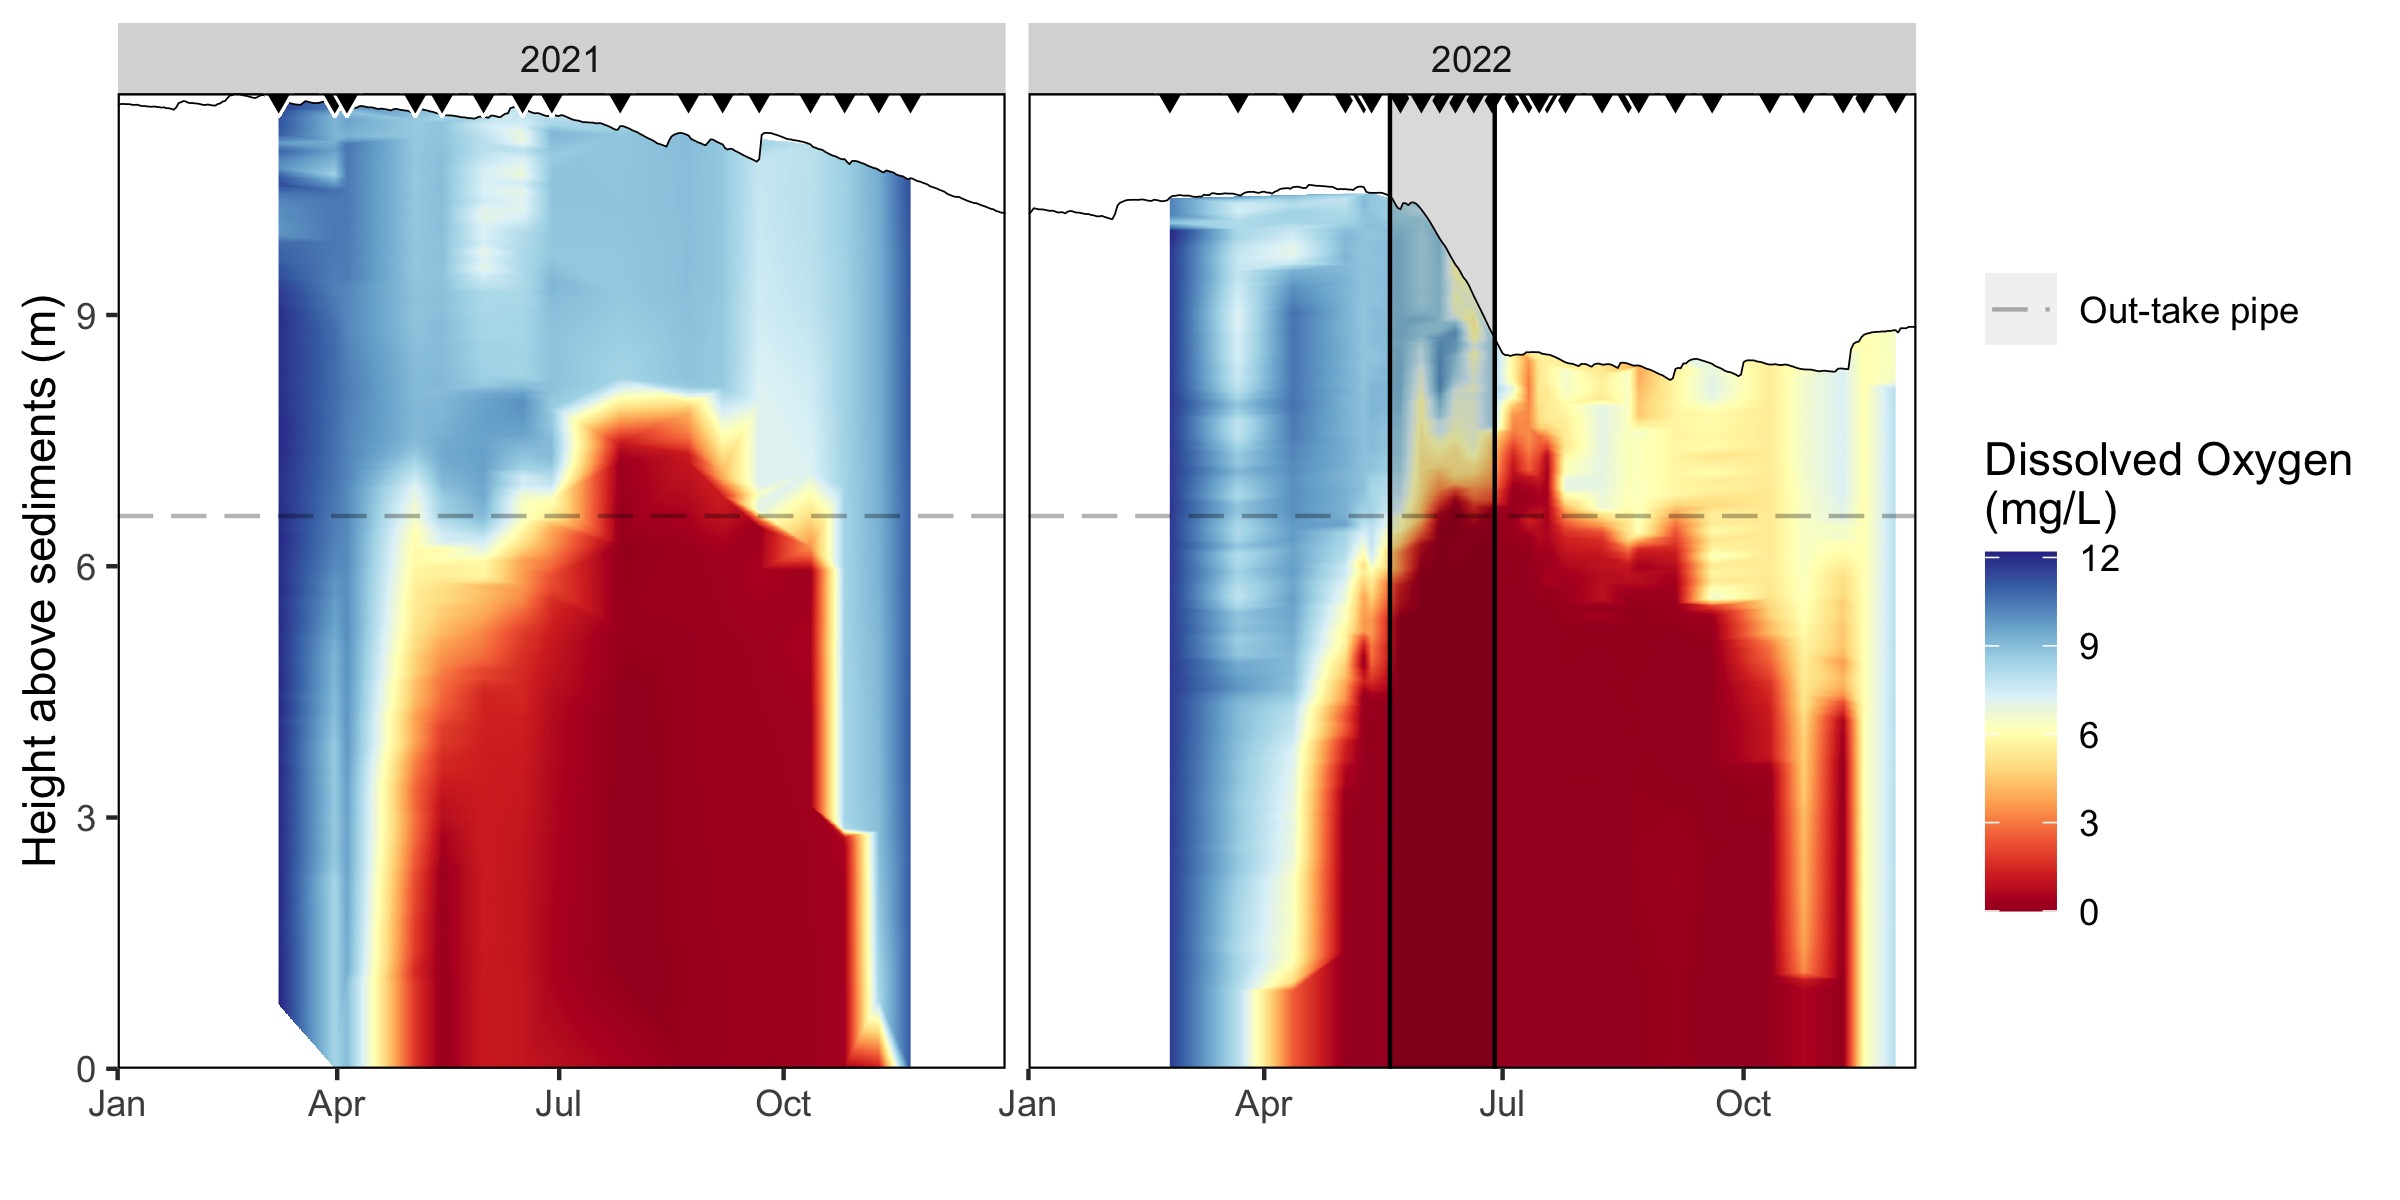 2021
2022
Height above sediments (m)
9
6
3
0
Jan
Apr
Jul
Oct
Jan
Apr
Jul
Oct
Out-take pipe
Dissolved Oxygen
(mg/L)
12
9
6
3
0